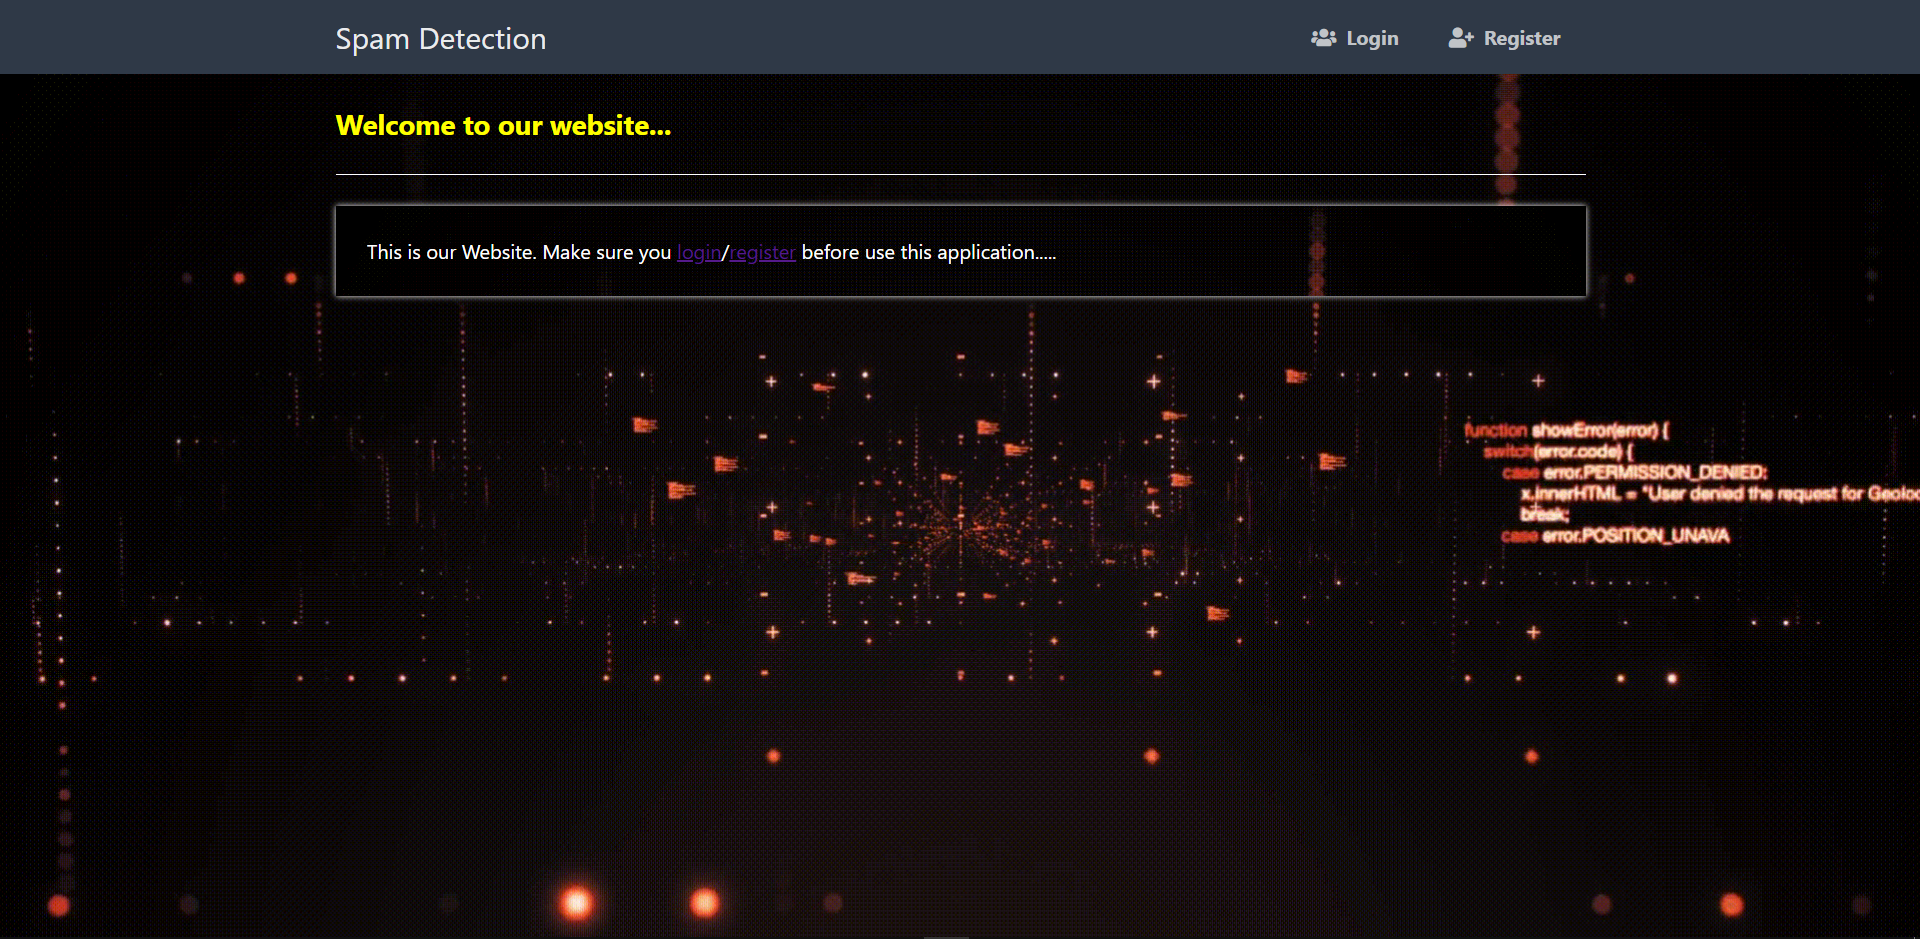 Spam Detection
Login
Register
Welcome to our website...
This is our Website. Make sure you login/register before use this application.....
function showError(error) {
switch(error.code) {
case error.PERMISSION_DENIED:
x.innerHTML = "User denied the request for Geoloc
break;
case error.POSITION_UNAVA